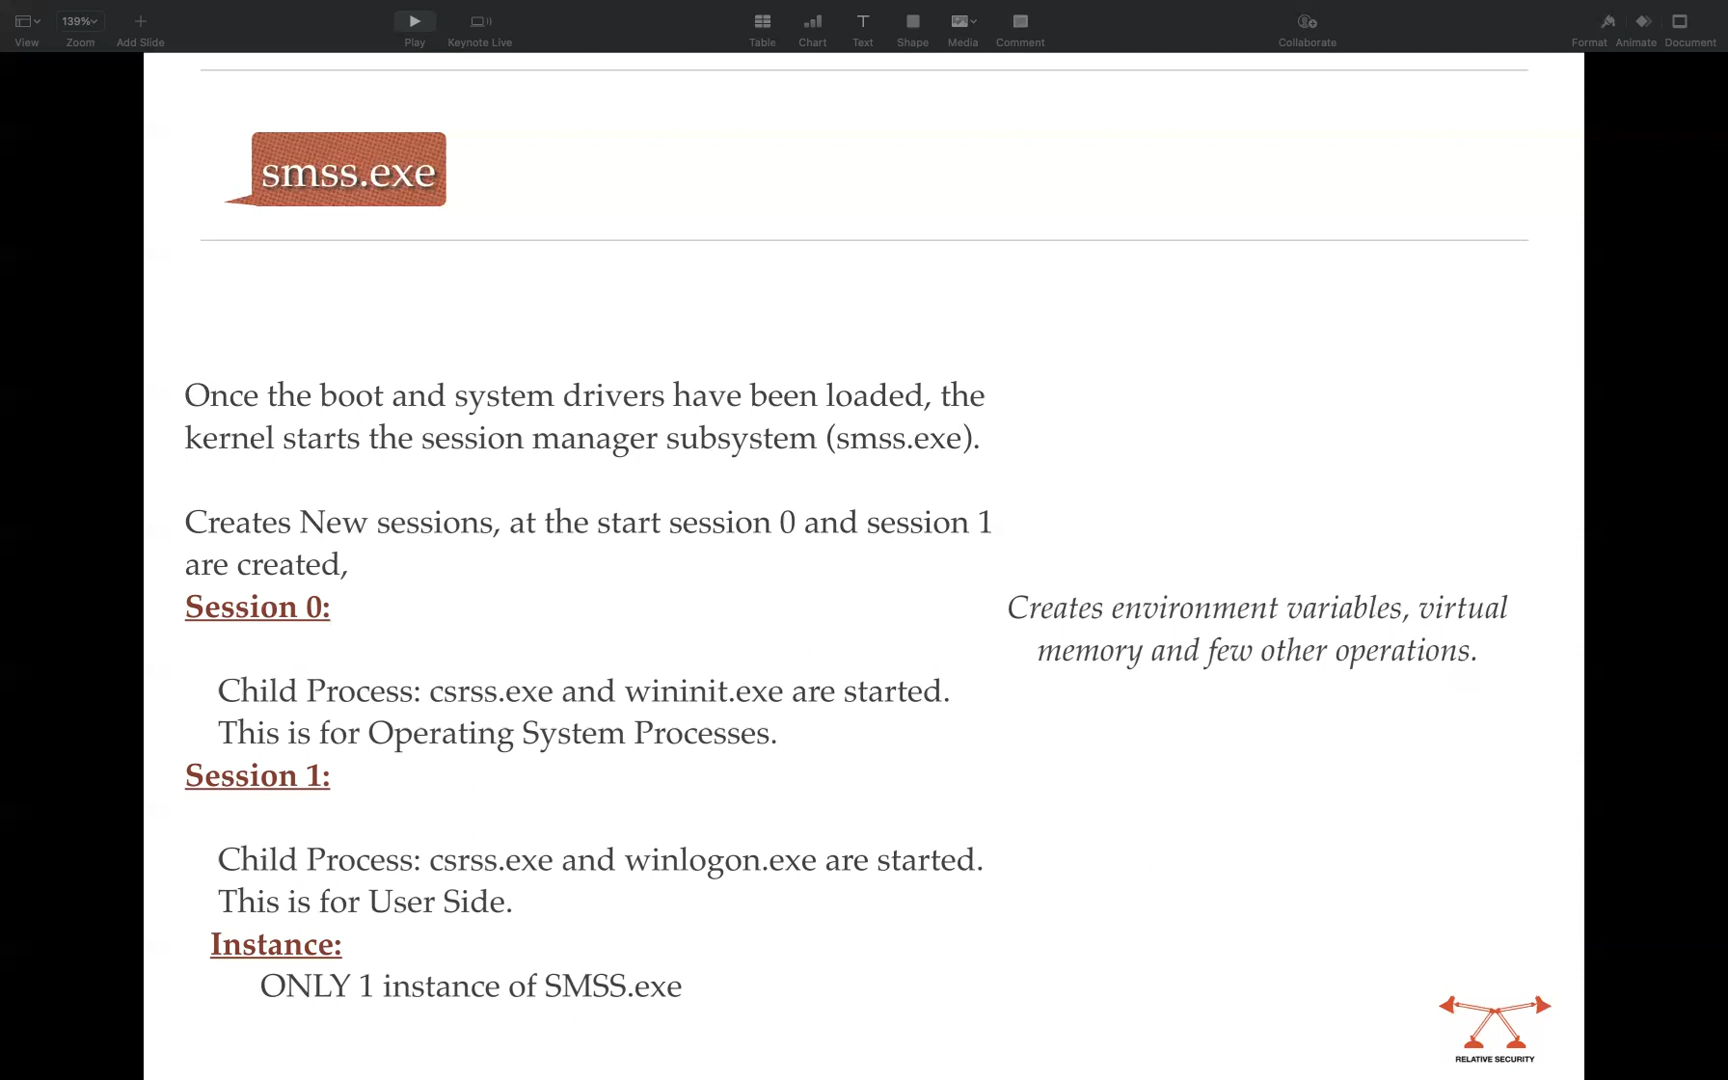 139%
View
Zoom
Add Slide
Play
Keynote Live
Table
Chart
Text
Shape
Media
Comment
Collaborate
Format
Animate
Document
smss.exe
Once the boot and system drivers have been loaded, the
kernel starts the session manager subsystem (smss.exe).
Creates New sessions, at the start session 0 and session 1
are created,
Session 0:
Child Process: csrss.exe and wininit.exe are started.
This is for Operating System Processes.
Session 1:
Child Process: csrss.exe and winlogon.exe are started.
This is for User Side.
Instance:
ONLY 1 instance of SMSS.exe
Creates environment variables, virtual
memory and few other operations.
RELATIVE SECURITY